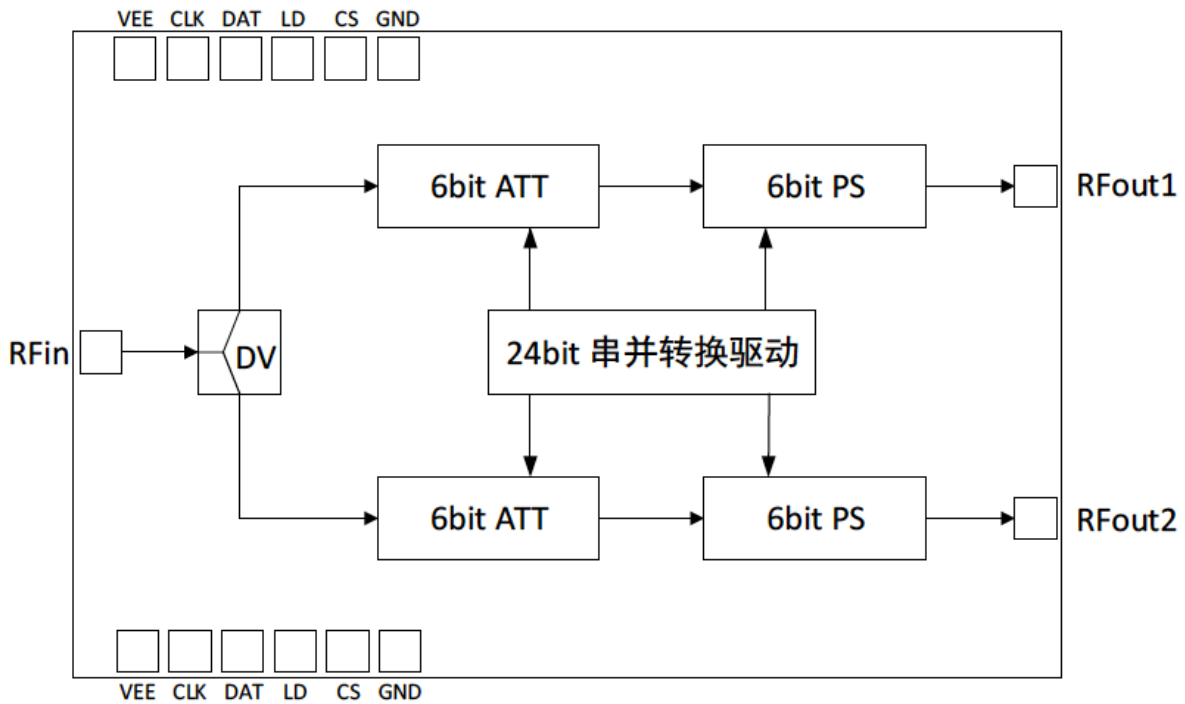 VEE CLK DAT LD CS GND
6bit ATT
6bit PS
RFout1
RFin
DV
24bit 串并转换驱动
6bit ATT
6bit PS
RFout2
VEE CLK DAT LD CS GND